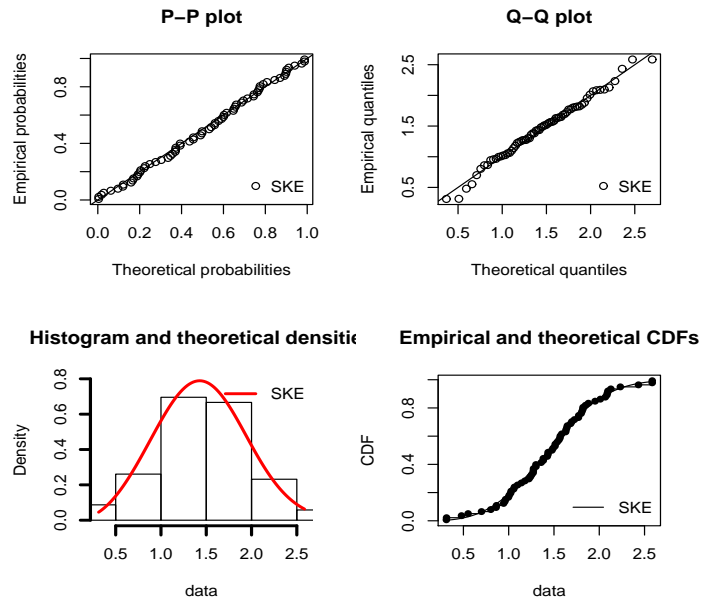 P−P plot
Empirical probabilities
0.0 0.4 0.8
SKE
0.0 0.2 0.4 0.6 0.8 1.0
Theoretical probabilities
Q−Q plot
Empirical quantiles
0.5 1.5 2.5
SKE
0.5 1.0 1.5 2.0 2.5
Theoretical quantiles
Histogram and theoretical densitie
Density
0.0 0.2 0.4 0.6 0.8
SKE
0.5 1.0 1.5 2.0 2.5
data
Empirical and theoretical CDFs
CDF
0.0 0.4 0.8
SKE
0.5 1.0 1.5 2.0 2.5
data